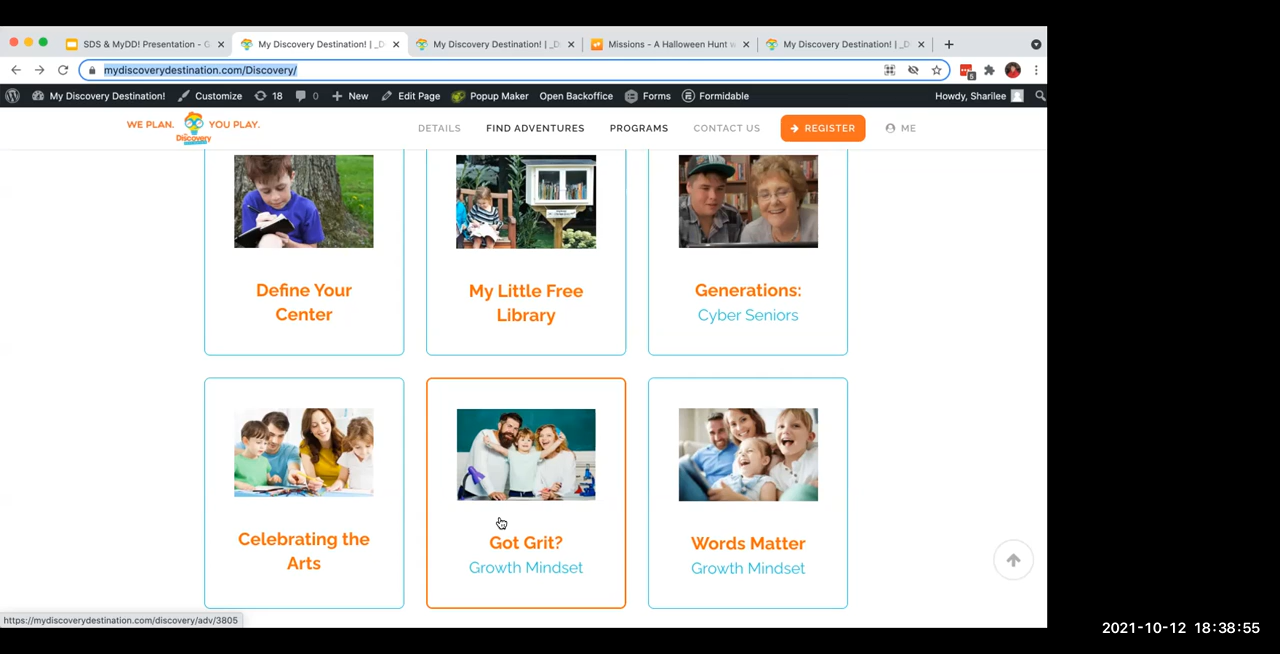 SDS & MyDD! Presentation - G
My Discovery Destination! | _D
My Discovery Destination! | _D
Missions - A Halloween Hunt w
My Discovery Destination! | _D
mydiscoverydestination.com/Discovery/
6
My Discovery Destination! Customize 18 0 New Edit Page Popup Maker Open Backoffice Forms Formidable Howdy, Sharilee
WE PLAN. Discovery YOU PLAY. DETAILS FIND ADVENTURES PROGRAMS CONTACT US REGISTER ME
Define Your
Center
My Little Free
Library
Generations:
Cyber Seniors
Celebrating the
Arts
Got Grit?
Growth Mindset
Words Matter
Growth Mindset
https://mydiscoverydestination.com/discovery/adv/3805
2021-10-12 18:38:55